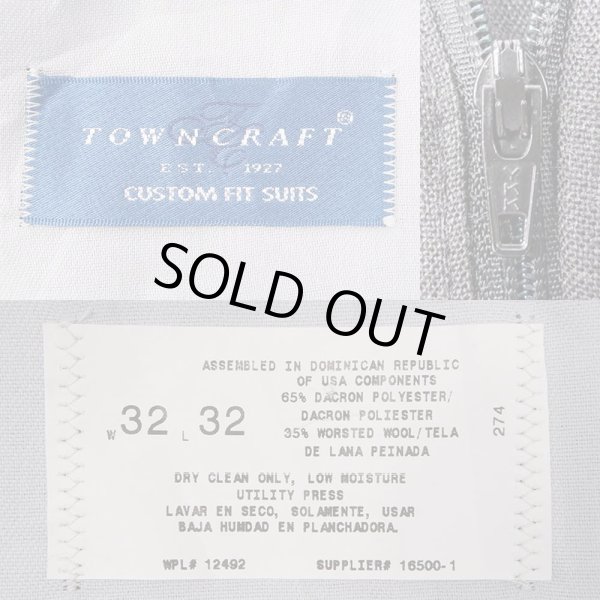 TOWNCRAFT®
EST. 1927
CUSTOM FIT SUITS
YKK
SOLD OUT
ASSEMBLED IN DOMINICAN REPUBLIC
OF USA COMPONENTS
65% DACRON POLYESTER/
DACRON POLIESTER
35% WORSTED WOOL/TELA
DE LANA PEINADA
W 32 L 32
274
DRY CLEAN ONLY, LOW MOISTURE
UTILITY PRESS
LAVAR EN SECO, SOLAMENTE, USAR
BAJA HUMDAD EN PLANCHADORA.
WPL# 12492 SUPPLIER# 16500-1